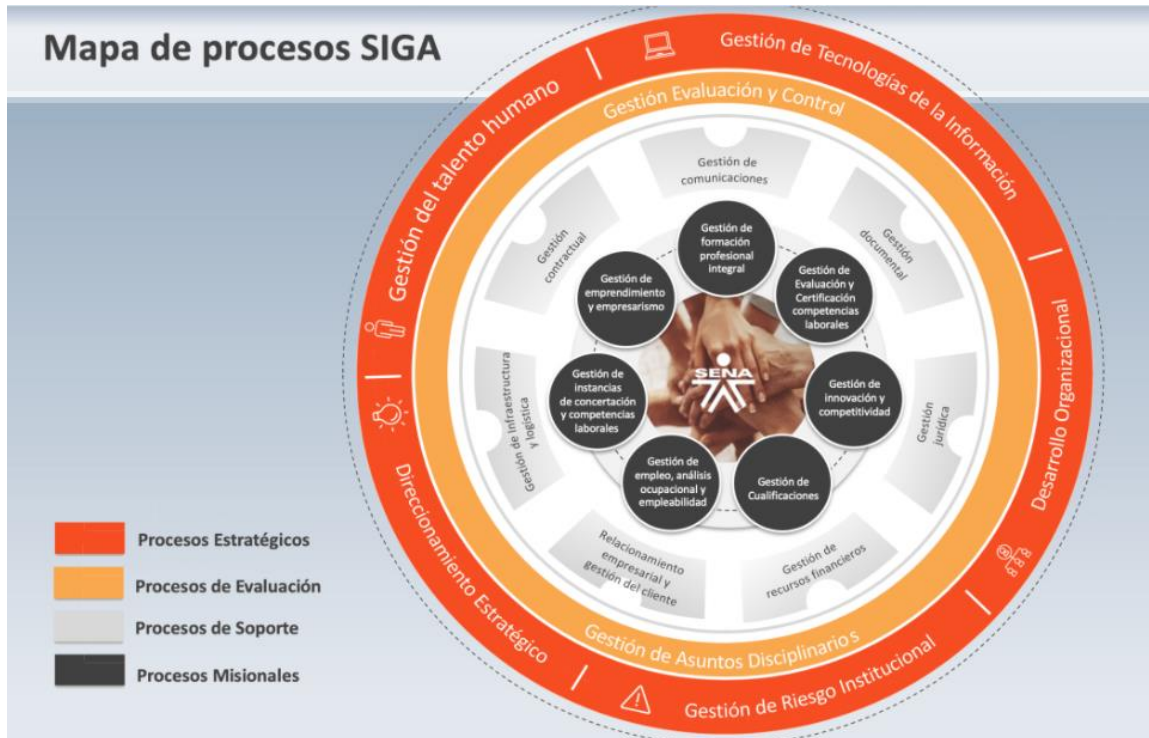 Mapa de procesos SIGA
Gestión de Tecnologías de la Información
Desarrollo Organizacional
Gestión de Riesgo Institucional
Direccionamiento Estratégico
Gestión del talento humano
Gestión Evaluación y Control
Gestión de Asuntos Disciplinarios
Gestión de
comunicaciones
Gestión
documental
Gestión
jurídica
Gestión de
recursos financieros
Relacionamiento
empresarial y
gestión del cliente
Gestión de Infraestructura
y logística
Gestión
contractual
Gestión de
formación
profesional
integral
Gestión de
Evaluación y
Certificación
competencias
laborales
Gestión de
innovación y
competitividad
Gestión de
Cualificaciones
Gestión de
empleo, análisis
ocupacional y
empleabilidad
Gestión de
instancias
de concertación
y competencias
laborales
Gestión de
emprendimiento
y empresarismo
SENA
Procesos Estratégicos
Procesos de Evaluación
Procesos de Soporte
Procesos Misionales